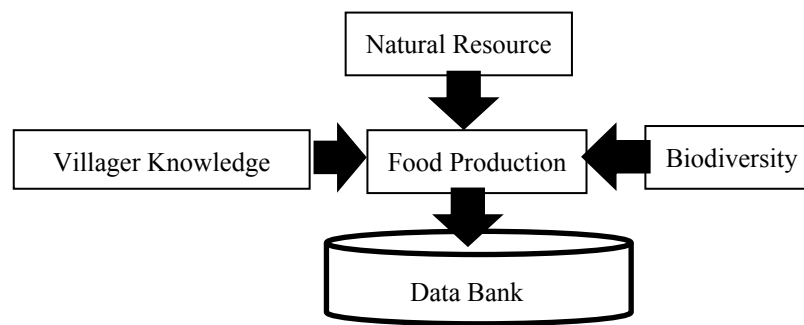 Natural Resource
Villager Knowledge
Food Production
Biodiversity
Data Bank